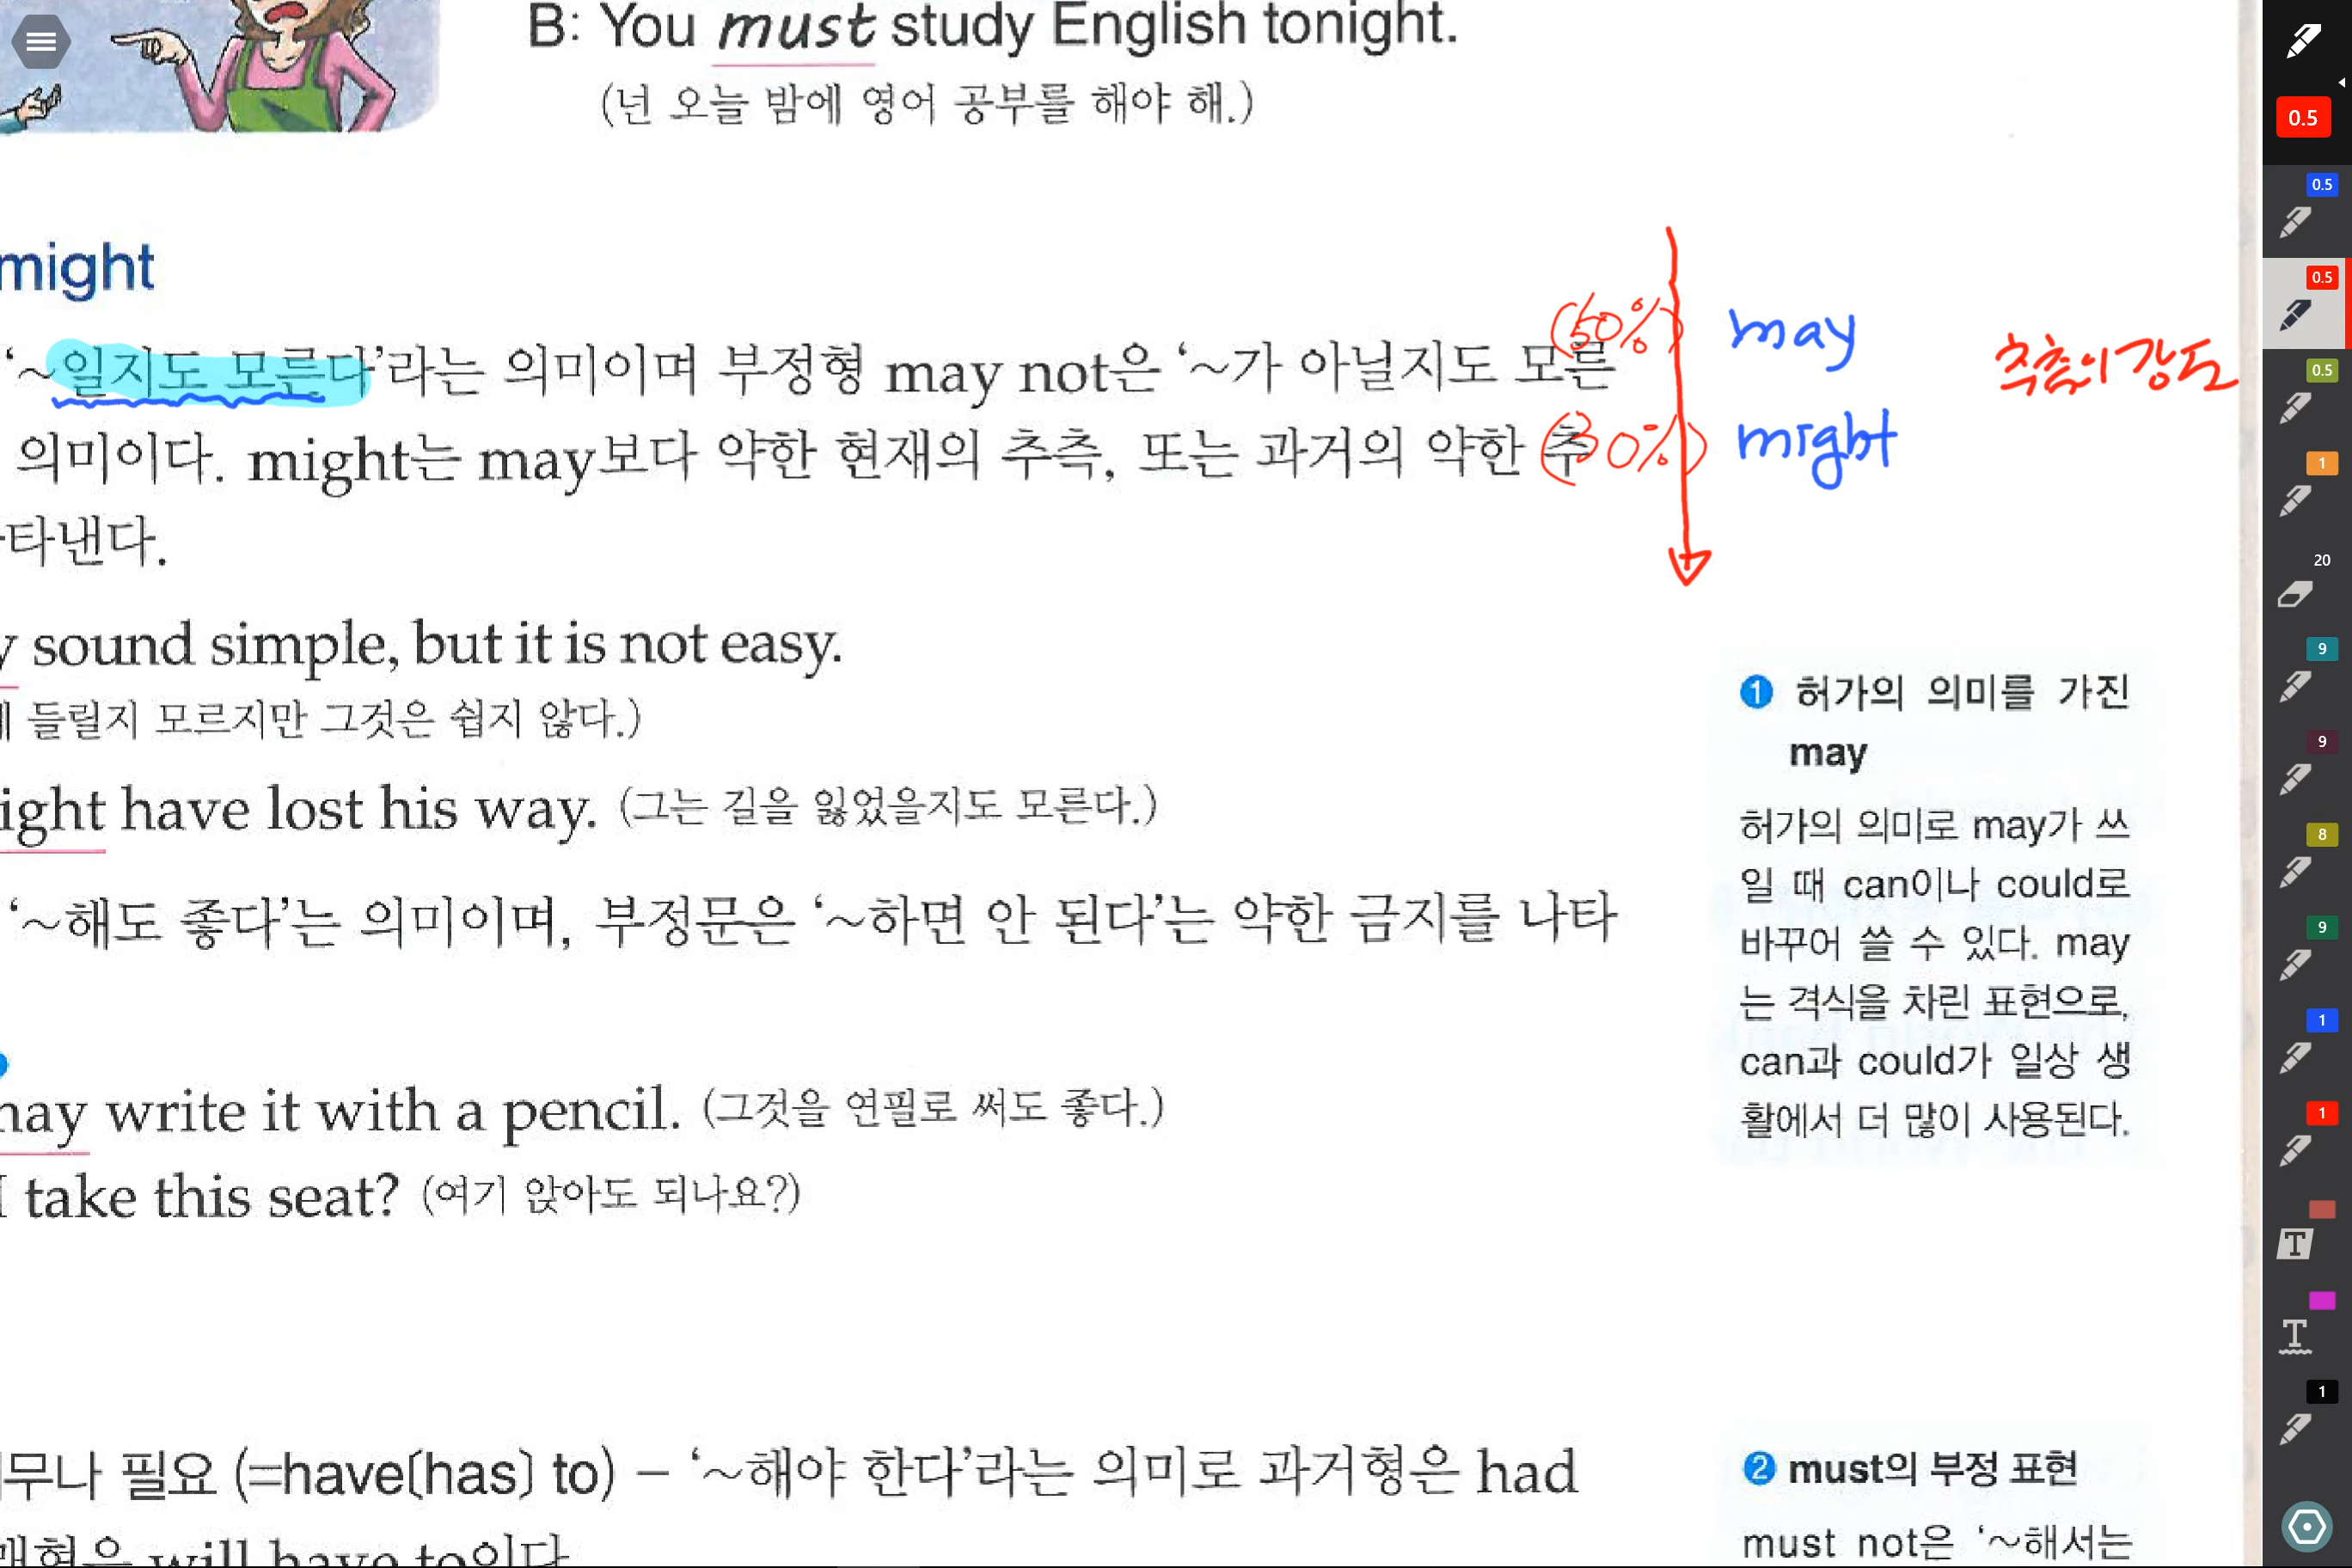 B: You must study English tonight.
(넌 오늘 밤에 영어 공부를 해야 해.)
might
'~일지도 모른다'라는 의미이며 부정형 may not은 '~가 아닐지도 모른
의미이다. might는 may보다 약한 현재의 추측, 또는 과거의 약한 추
타낸다.
(50%) may
(30%) might
추측의 강도
sound simple, but it is not easy.
들릴지 모르지만 그것은 쉽지 않다.)
ight have lost his way. (그는 길을 잃었을지도 모른다.)
'~해도 좋다'는 의미이며, 부정문은 '~하면 안 된다'는 약한 금지를 나타
may write it with a pencil. (그것을 연필로 써도 좋다.)
I take this seat? (여기 앉아도 되나요?)
무나 필요 (=have(has) to) – '~해야 한다'라는 의미로 과거형은 had
will have to이다
1 허가의 의미를 가진
may
허가의 의미로 may가 쓰
일 때 can이나 could로
바꾸어 쓸 수 있다. may
는 격식을 차린 표현으로,
can과 could가 일상 생
활에서 더 많이 사용된다.
2 must의 부정 표현
must not은 '~해서는
0.5
0.5
0.5
0.5
1
20
9
9
8
9
1
1
T
T
1